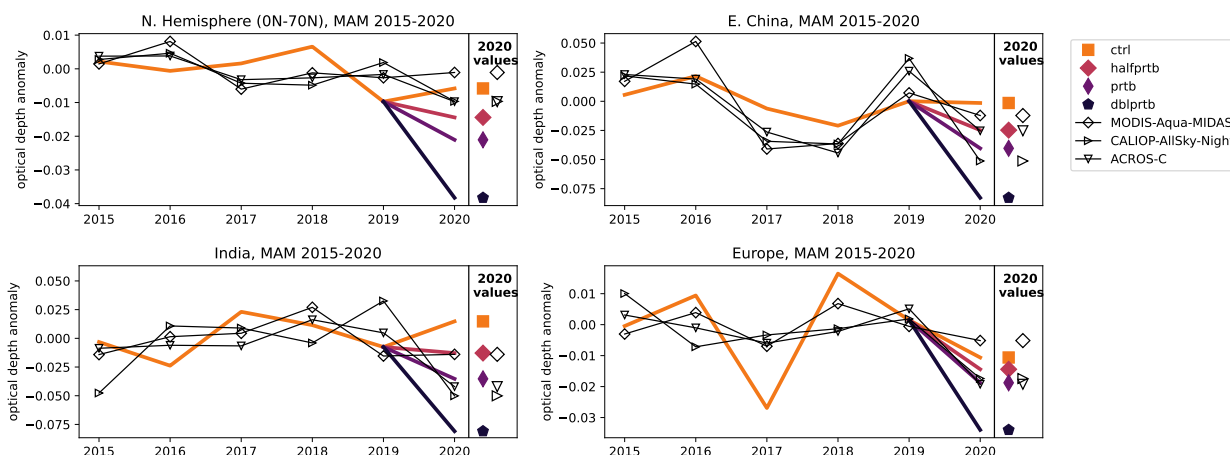 N. Hemisphere (0N-70N), MAM 2015-2020
optical depth anomaly
0.01
0.00
−0.01
−0.02
−0.03
−0.04
2015 2016 2017 2018 2019 2020
2020
values
E. China, MAM 2015-2020
optical depth anomaly
0.050
0.025
0.000
−0.025
−0.050
−0.075
2015 2016 2017 2018 2019 2020
2020
values
ctrl
halfprtb
prtb
dblprtb
MODIS-Aqua-MIDAS
CALIOP-AllSky-Night
ACROS-C
India, MAM 2015-2020
optical depth anomaly
0.050
0.025
0.000
−0.025
−0.050
−0.075
2015 2016 2017 2018 2019 2020
2020
values
Europe, MAM 2015-2020
optical depth anomaly
0.01
0.00
−0.01
−0.02
−0.03
2015 2016 2017 2018 2019 2020
2020
values